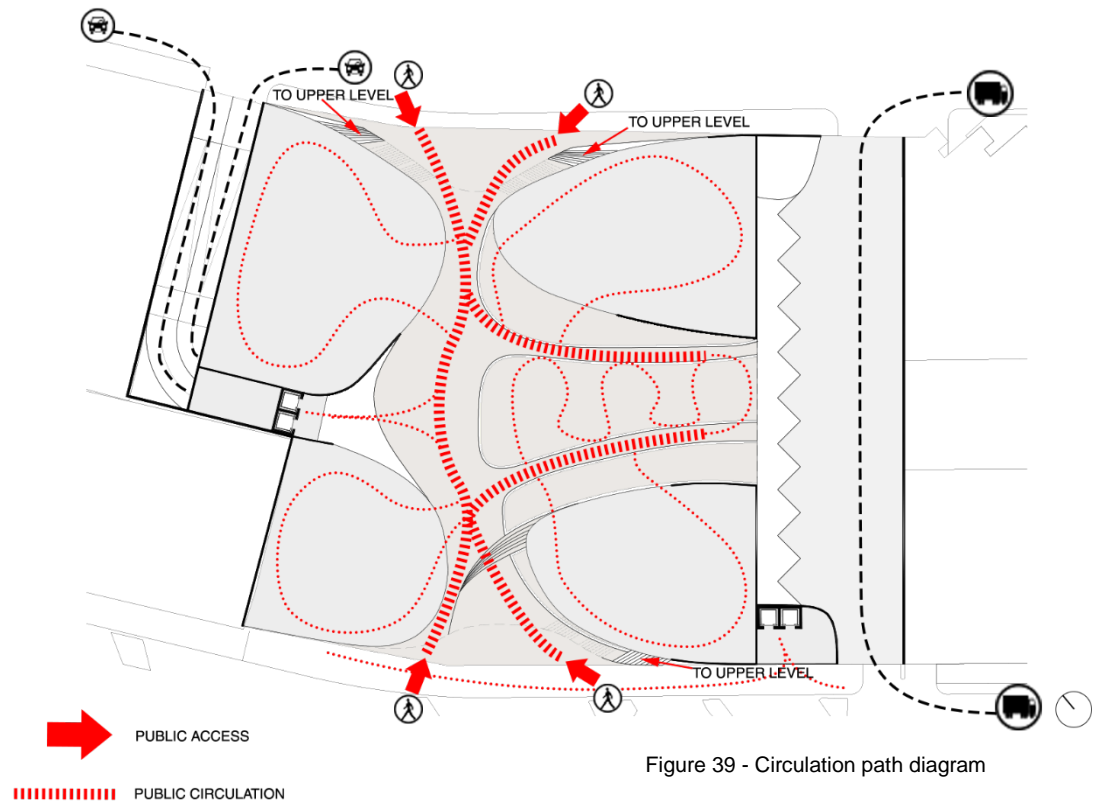 TO UPPER LEVEL
TO UPPER LEVEL
TO UPPER LEVEL
PUBLIC ACCESS
Figure 39 - Circulation path diagram
PUBLIC CIRCULATION